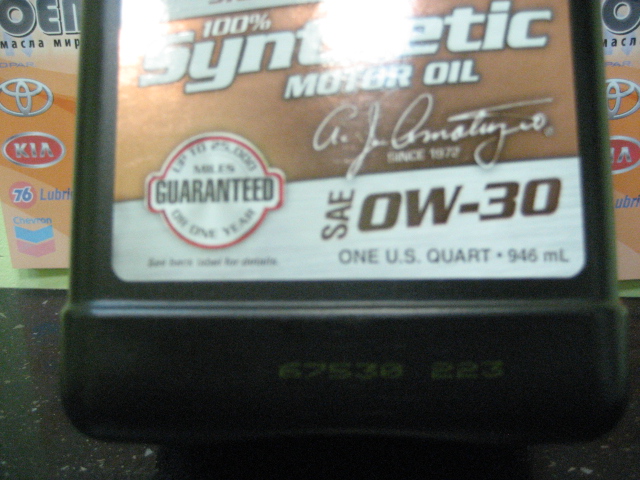 OEM
масла мир
100%
Synthetic
MOTOR OIL
A. J. Amatuzio
SINCE 1972
UP TO 25,000
MILES
GUARANTEED
OR ONE YEAR
SAE 0W-30
See back label for details.
ONE U.S. QUART • 946 mL
KIA
76 Lubri
Chevron
67530 223